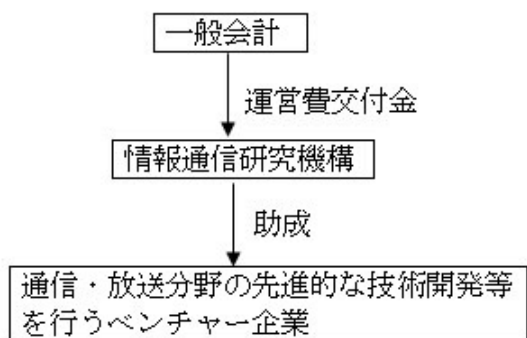 一般会計
運営費交付金
情報通信研究機構
助成
通信・放送分野の先進的な技術開発等
を行うベンチャー企業